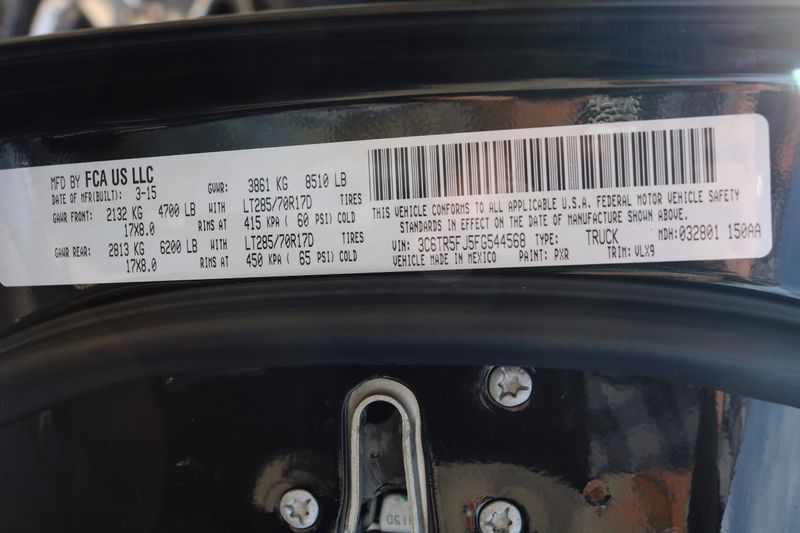 MFD BY FCA US LLC
DATE OF MFR(BUILT): 3-15 GVWR: 3861 KG 8510 LB
GAWR FRONT: 2132 KG 4700 LB WITH LT285/70R17D TIRES
17X8.0 RIMS AT 415 KPA ( 60 PSI) COLD
GAWR REAR: 2813 KG 6200 LB WITH LT285/70R17D TIRES
17X8.0 RIMS AT 450 KPA ( 65 PSI) COLD
THIS VEHICLE CONFORMS TO ALL APPLICABLE U.S.A. FEDERAL MOTOR VEHICLE SAFETY
STANDARDS IN EFFECT ON THE DATE OF MANUFACTURE SHOWN ABOVE.
VIN: 3C6TR5FJ5FG544568 TYPE: TRUCK MDH: 032801 150AA
VEHICLE MADE IN MEXICO PAINT: PXR TRIM: VLX9